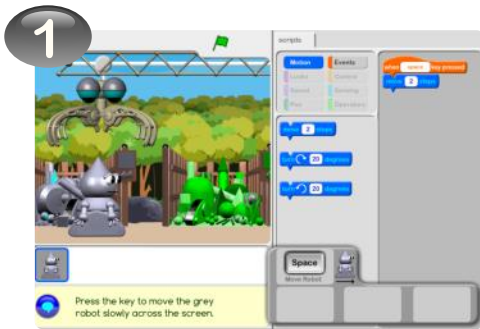 1
scripts
Motion
Events
Looks
Control
Sound
Sensing
Pen
Operators
when space key pressed
move 2 steps
move 2 steps
turn 20 degrees
turn 20 degrees
Space
Move Robot
Press the key to move the grey
robot slowly across the screen.